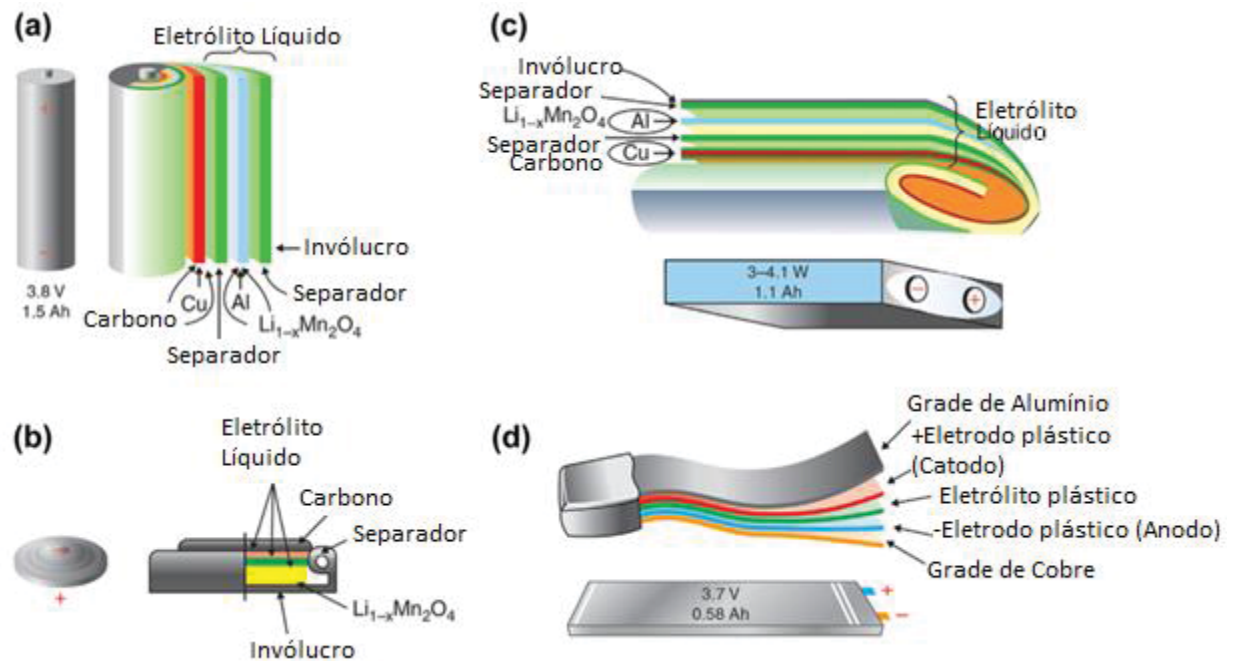 (a)
Eletrólito Líquido
+
-
3.8 V
1.5 Ah
Invólucro
Separador
Cu
Al
Carbono
Li1-xMn2O4
Separador
(c)
Invólucro
Separador
Li1-xMn2O4
Al
Separador
Carbono
Cu
Eletrólito
Líquido
3–4.1 W
1.1 Ah
-
+
(b)
Eletrólito
Líquido
Carbono
Separador
-
+
Li1-xMn2O4
Invólucro
(d)
Grade de Alumínio
+Eletrodo plástico
(Catodo)
Eletrólito plástico
-Eletrodo plástico (Anodo)
Grade de Cobre
3.7 V
0.58 Ah
+
-